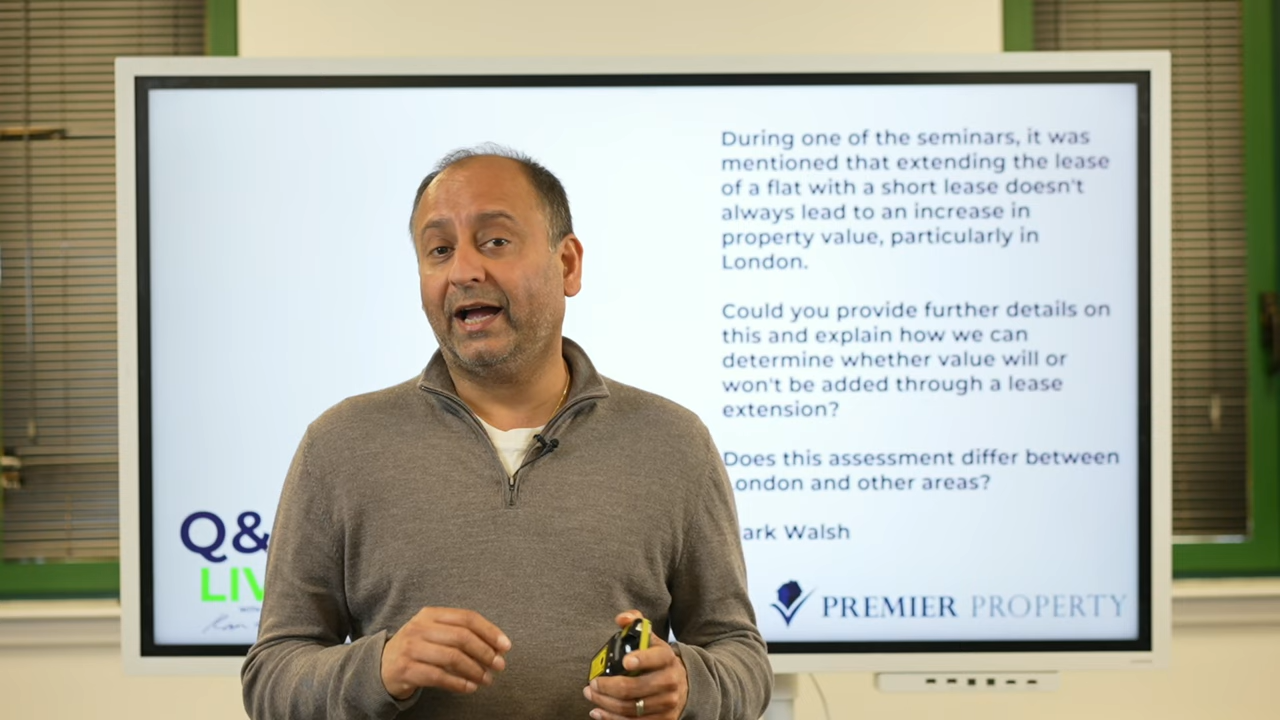 During one of the seminars, it was
mentioned that extending the lease
of a flat with a short lease doesn't
always lead to an increase in
property value, particularly in
London.
Could you provide further details on
this and explain how we can
determine whether value will or
won't be added through a lease
extension?
Does this assessment differ between
ondon and other areas?
ark Walsh
Q&
LIV
PREMIER PROPERTY